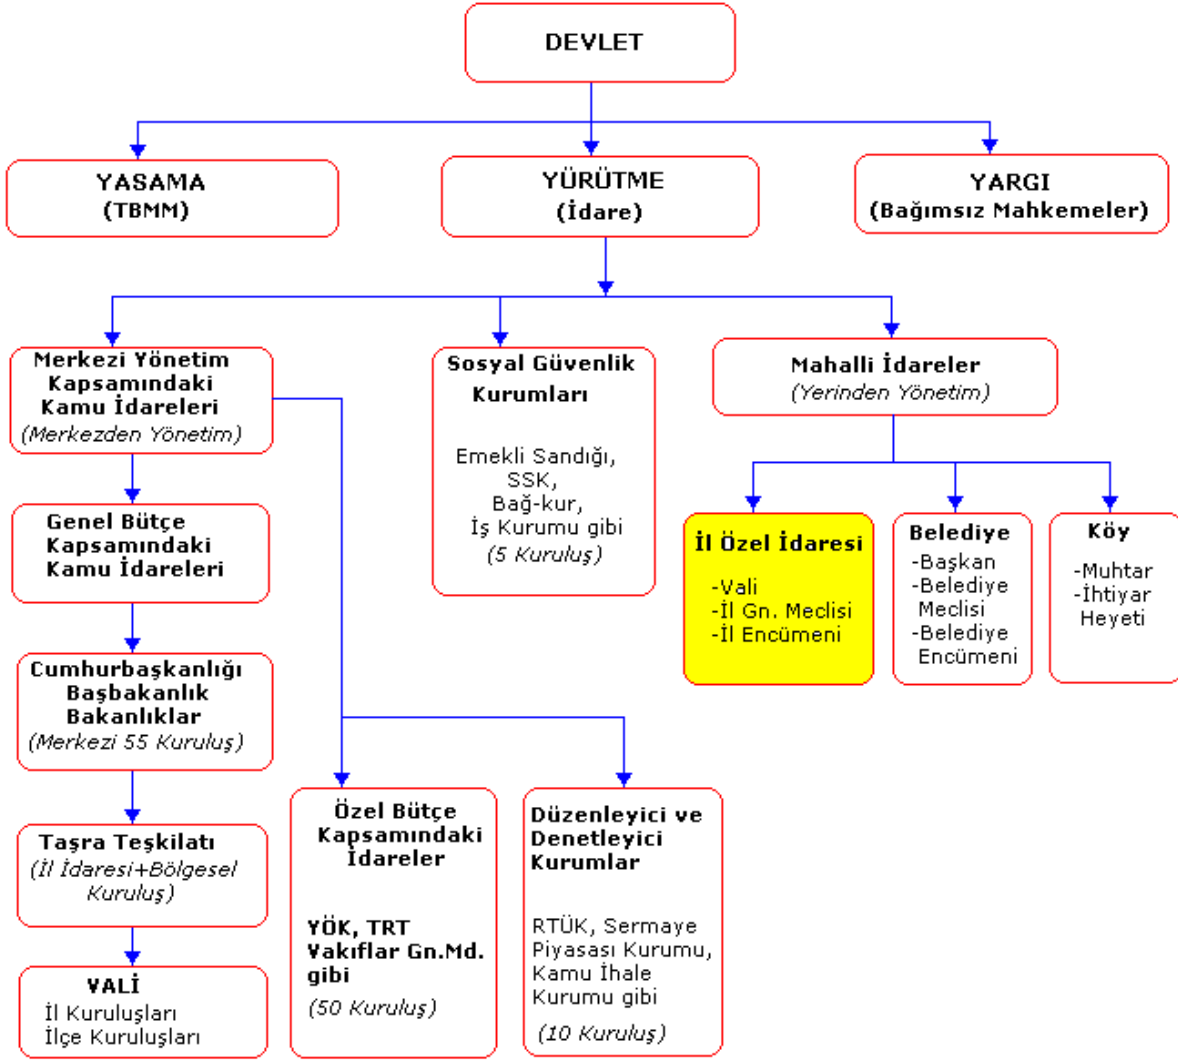 DEVLET
YASAMA
(TBMM)
YÜRÜTME
(İdare)
YARGI
(Bağımsız Mahkemeler)
Merkezi Yönetim
Kapsamındaki
Kamu İdareleri
(Merkezden Yönetim)
Sosyal Güvenlik
Kurumları
Emekli Sandığı,
SSK,
Bağ-kur,
İş Kurumu gibi
(5 Kuruluş)
Mahalli İdareler
(Yerinden Yönetim)
Genel Bütçe
Kapsamındaki
Kamu İdareleri
İl Özel İdaresi
-Vali
-İl Gn. Meclisi
-İl Encümeni
Belediye
-Başkan
-Belediye
Meclisi
-Belediye
Encümeni
Köy
-Muhtar
-İhtiyar
Heyeti
Cumhurbaşkanlığı
Başbakanlık
Bakanlıklar
(Merkezi 55 Kuruluş)
Taşra Teşkilatı
(İl İdaresi+Bölgesel
Kuruluş)
VALİ
İl Kuruluşları
İlçe Kuruluşları
Özel Bütçe
Kapsamındaki
İdareler
YÖK, TRT
Vakıflar Gn.Md.
gibi
(50 Kuruluş)
Düzenleyici ve
Denetleyici
Kurumlar
RTÜK, Sermaye
Piyasası Kurumu,
Kamu İhale
Kurumu gibi
(10 Kuruluş)